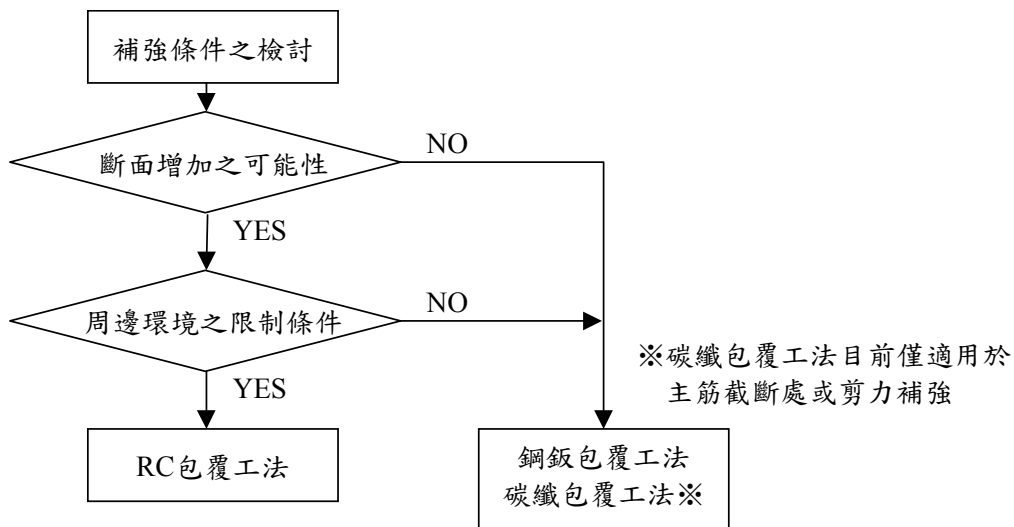 補強條件之檢討
斷面增加之可能性
NO
YES
周邊環境之限制條件
NO
YES
※碳纖包覆工法目前僅適用於
主筋截斷處或剪力補強
RC包覆工法
鋼鈑包覆工法
碳纖包覆工法※